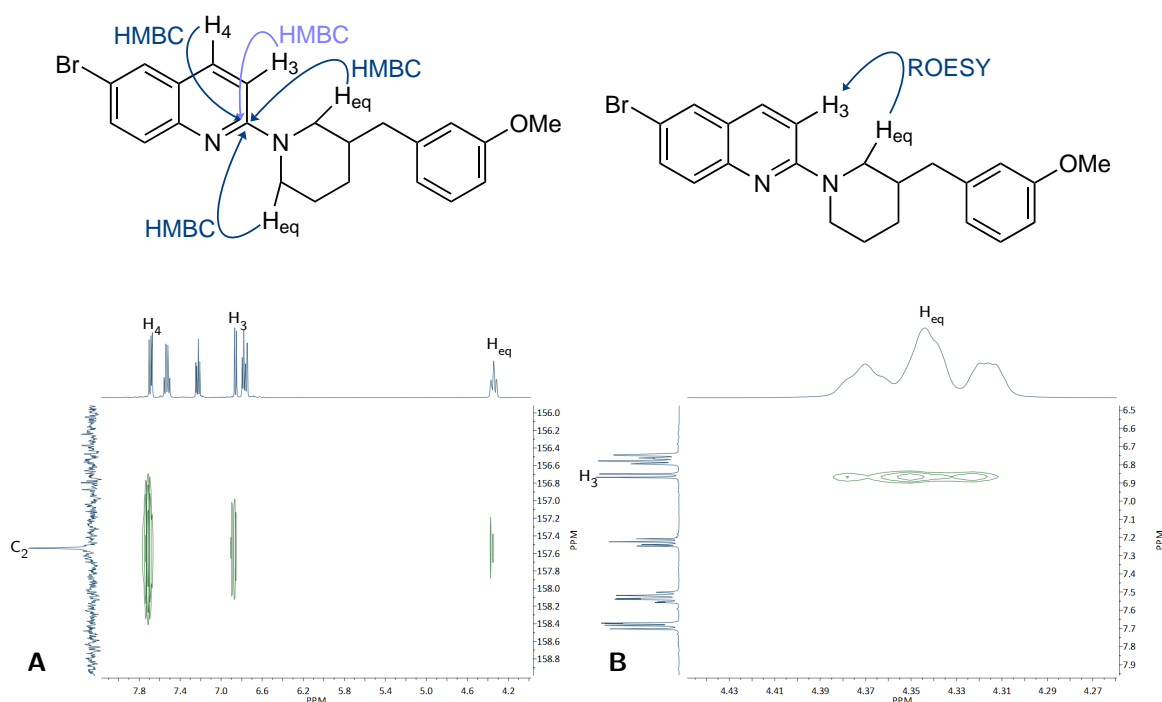 H4
HMBC
HMBC
H3
HMBC
Br
Heq
N
N
OMe
HMBC
Heq
ROESY
Br
H3
Heq
N
N
OMe
H4
H3
Heq
C2
156.0
156.2
156.4
156.6
156.8
157.0
157.2
157.4
157.6
157.8
158.0
158.2
158.4
158.6
158.8
PPM
7.8 7.4 7.0 6.6 6.2 5.8 5.4 5.0 4.6 4.2
PPM
A
Heq
H3
6.5
6.6
6.7
6.8
6.9
7.0
7.1
7.2
7.3
7.4
7.5
7.6
7.7
7.8
7.9
PPM
4.43 4.41 4.39 4.37 4.35 4.33 4.31 4.29 4.27
PPM
B